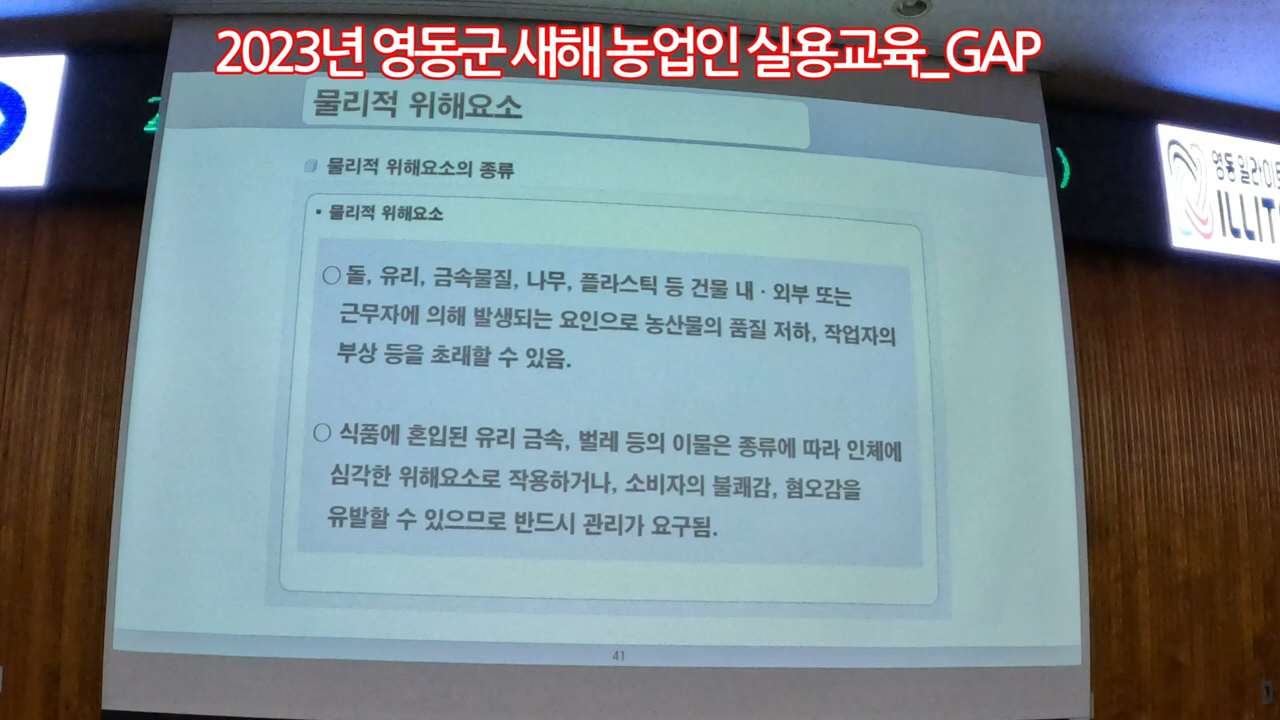 2023년 영동군 새해 농업인 실용교육_GAP
물리적 위해요소
물리적 위해요소의 종류
▪ 물리적 위해요소
○ 돌, 유리, 금속물질, 나무, 플라스틱 등 건물 내 · 외부 또는
근무자에 의해 발생되는 요인으로 농산물의 품질 저하, 작업자의
부상 등을 초래할 수 있음.
○ 식품에 혼입된 유리 금속, 벌레 등의 이물은 종류에 따라 인체에
심각한 위해요소로 작용하거나, 소비자의 불쾌감, 혐오감을
유발할 수 있으므로 반드시 관리가 요구됨.
41
영동일라이트